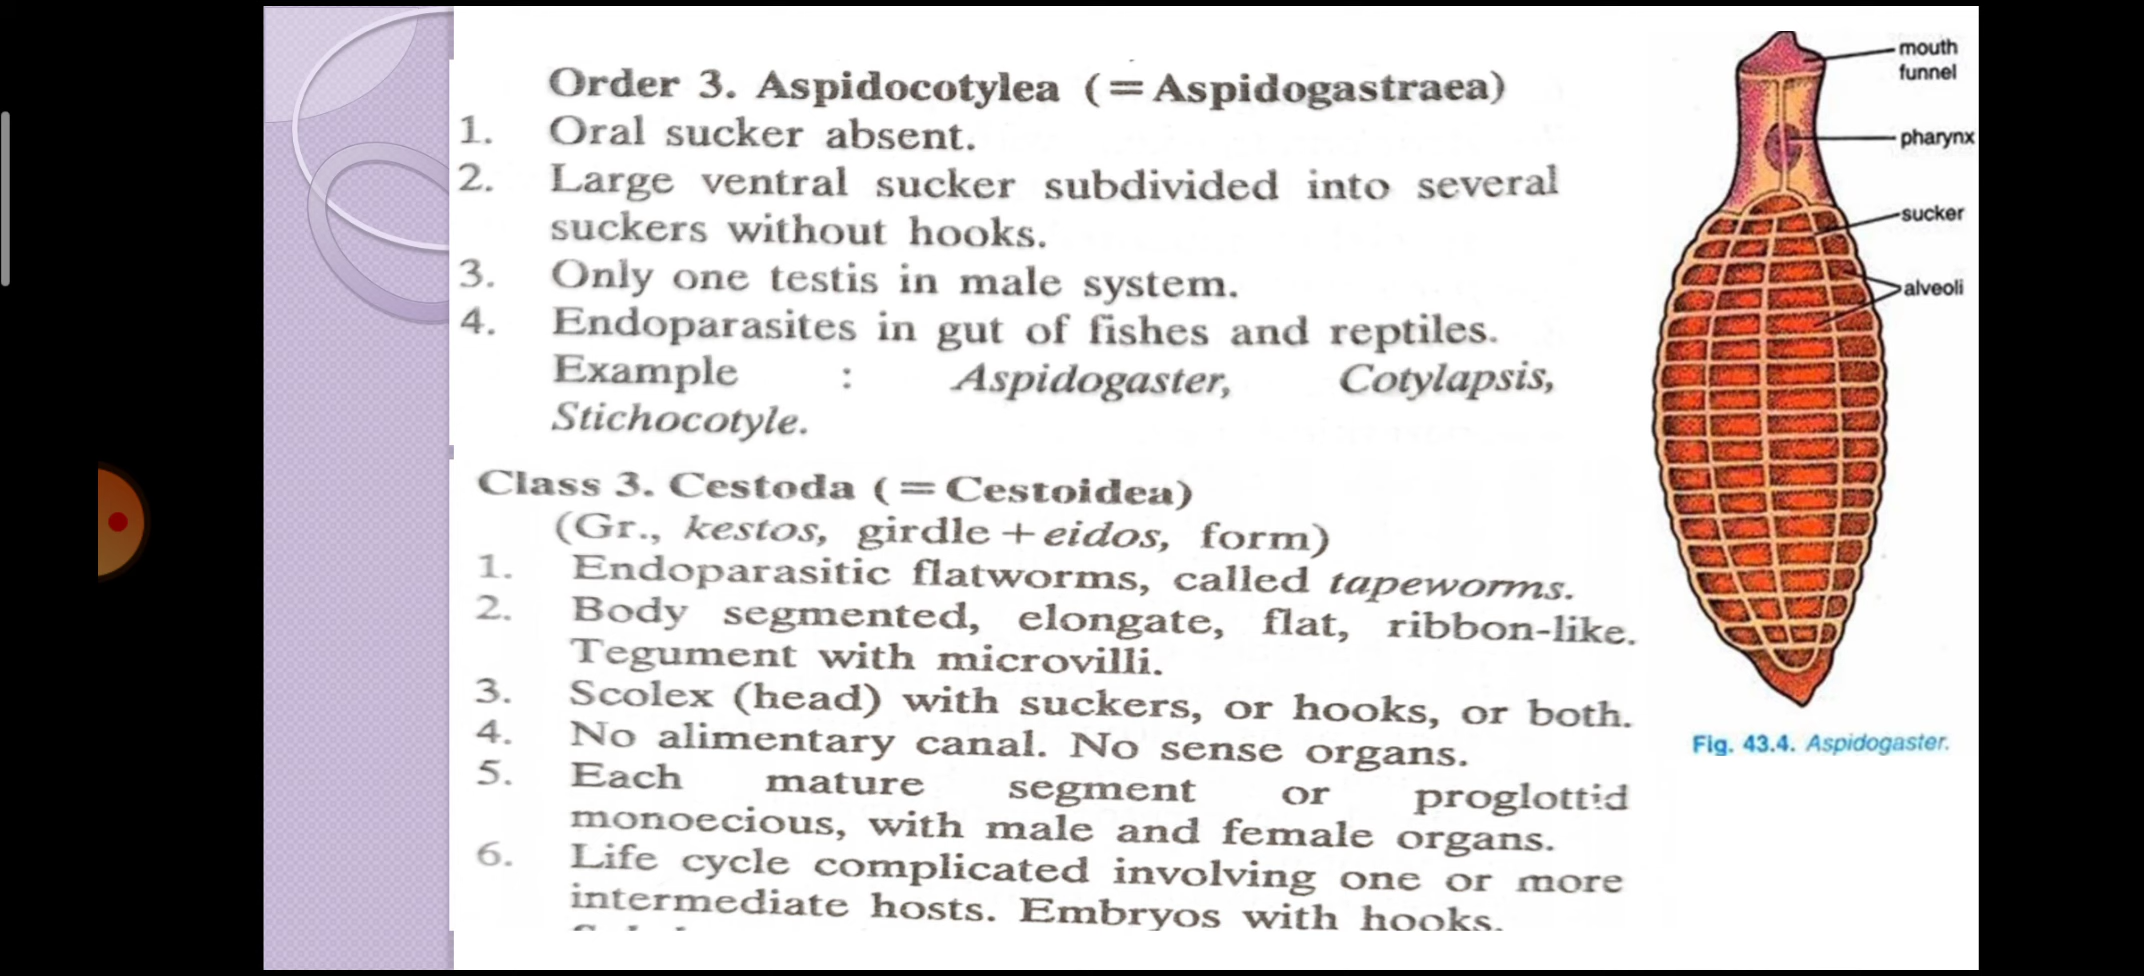 Order 3. Aspidocotylea (= Aspidogastraea)
1. Oral sucker absent.
2. Large ventral sucker subdivided into several
suckers without hooks.
3. Only one testis in male system.
4. Endoparasites in gut of fishes and reptiles.
Example : Aspidogaster, Cotylapsis,
Stichocotyle.
Class 3. Cestoda (= Cestoidea)
(Gr., kestos, girdle + eidos, form)
1. Endoparasitic flatworms, called tapeworms.
2. Body segmented, elongate, flat, ribbon-like.
Tegument with microvilli.
3. Scolex (head) with suckers, or hooks, or both.
4. No alimentary canal. No sense organs.
5. Each mature segment or proglottid
monoecious, with male and female organs.
6. Life cycle complicated involving one or more
intermediate hosts. Embryos with hooks.
mouth
funnel
pharynx
sucker
alveoli
Fig. 43.4. Aspidogaster.